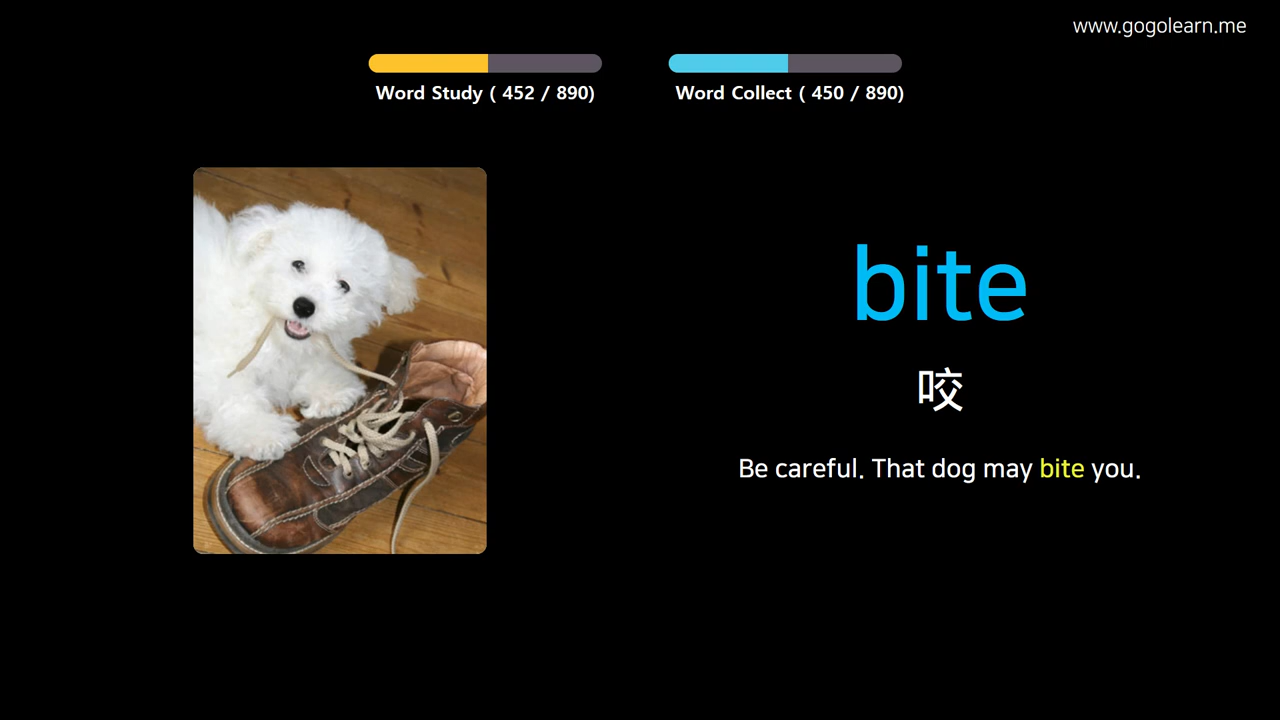 www.gogolearn.me
Word Study ( 452 / 890)
Word Collect ( 450 / 890)
bite
咬
Be careful. That dog may bite you.